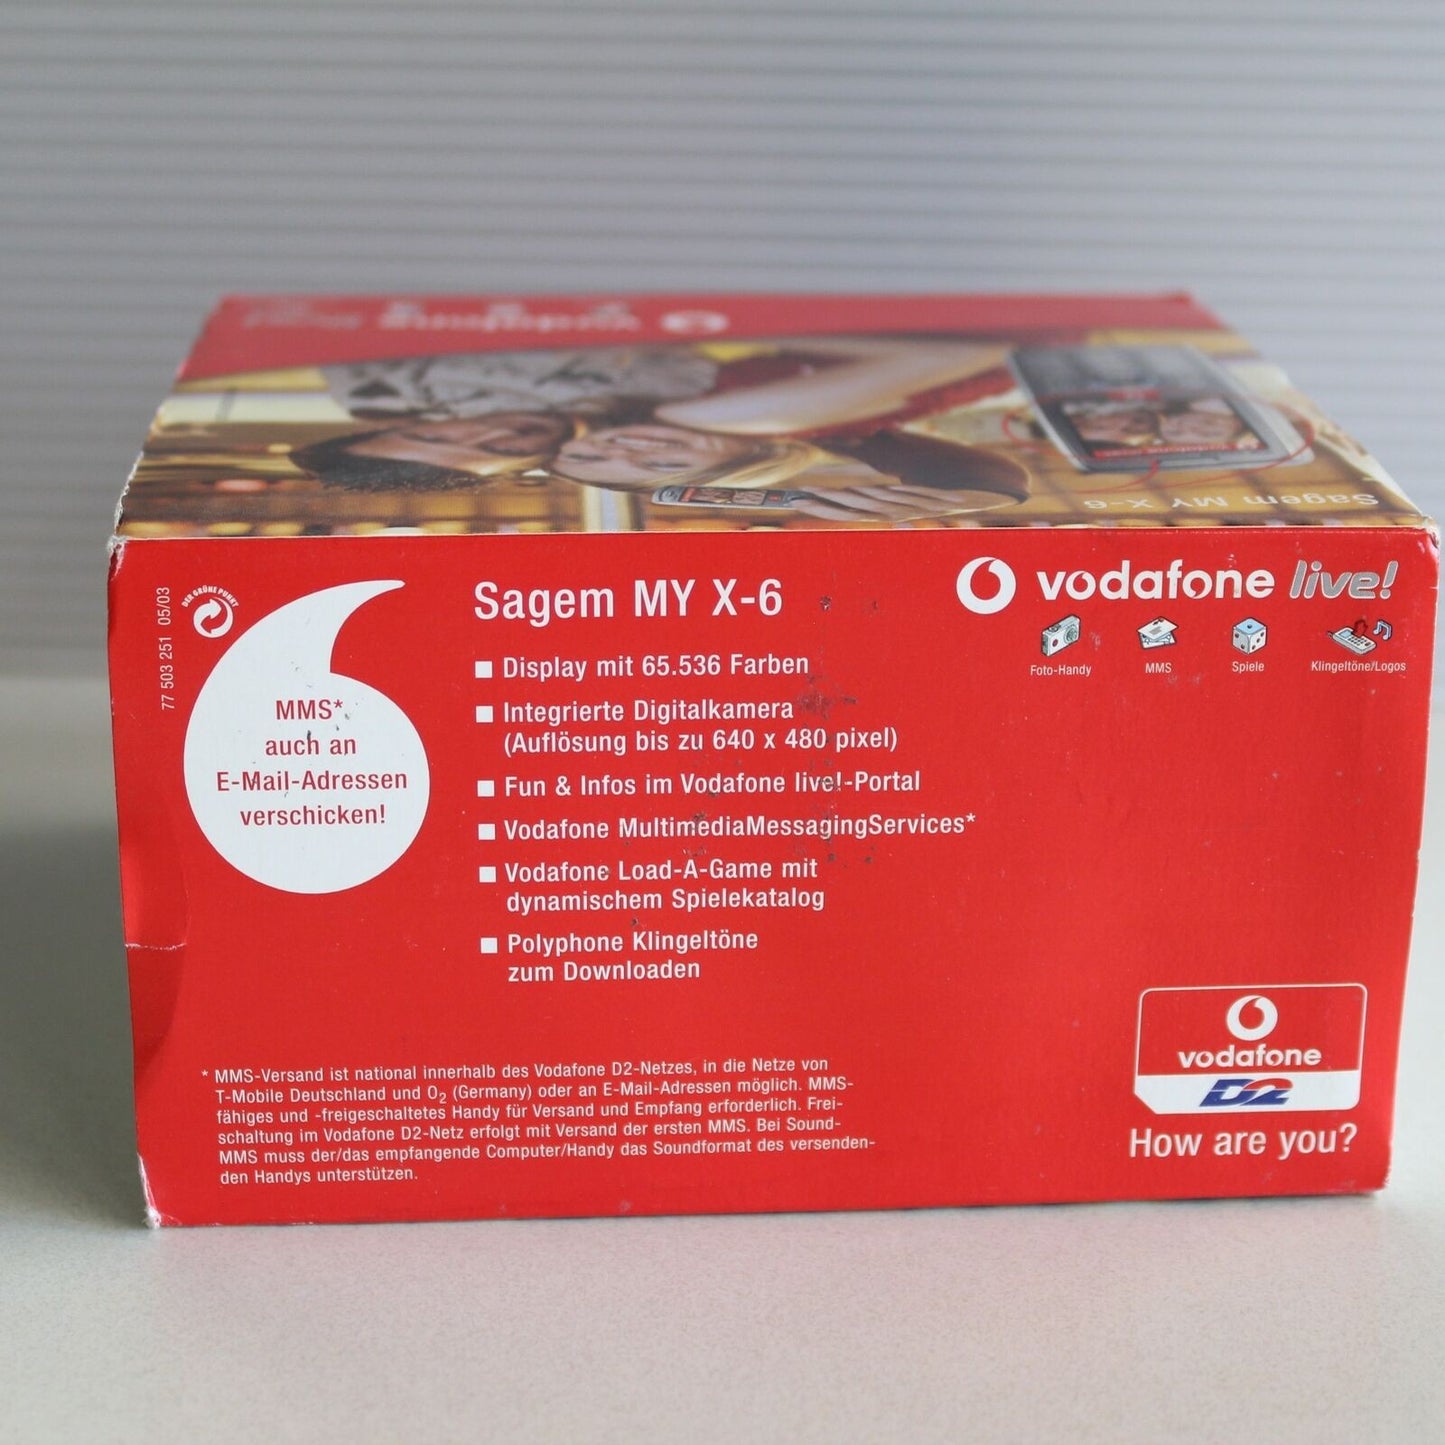 Sagem MY X-6
DER GRÜNE PUNKT
77 503 251 05/03
MMS*
auch an
E-Mail-Adressen
verschicken!
Sagem MY X-6
■ Display mit 65.536 Farben
■ Integrierte Digitalkamera
(Auflösung bis zu 640 x 480 pixel)
■ Fun & Infos im Vodafone live!-Portal
■ Vodafone MultimediaMessagingServices*
■ Vodafone Load-A-Game mit
dynamischem Spielekatalog
■ Polyphone Klingeltöne
zum Downloaden
vodafone live!
Foto-Handy MMS Spiele Klingeltöne/Logos
* MMS-Versand ist national innerhalb des Vodafone D2-Netzes, in die Netze von
T-Mobile Deutschland und O2 (Germany) oder an E-Mail-Adressen möglich. MMS-
fähiges und -freigeschaltetes Handy für Versand und Empfang erforderlich. Frei-
schaltung im Vodafone D2-Netz erfolgt mit Versand der ersten MMS. Bei Sound-
MMS muss der/das empfangende Computer/Handy das Soundformat des versenden-
den Handys unterstützen.
vodafone
D2
How are you?